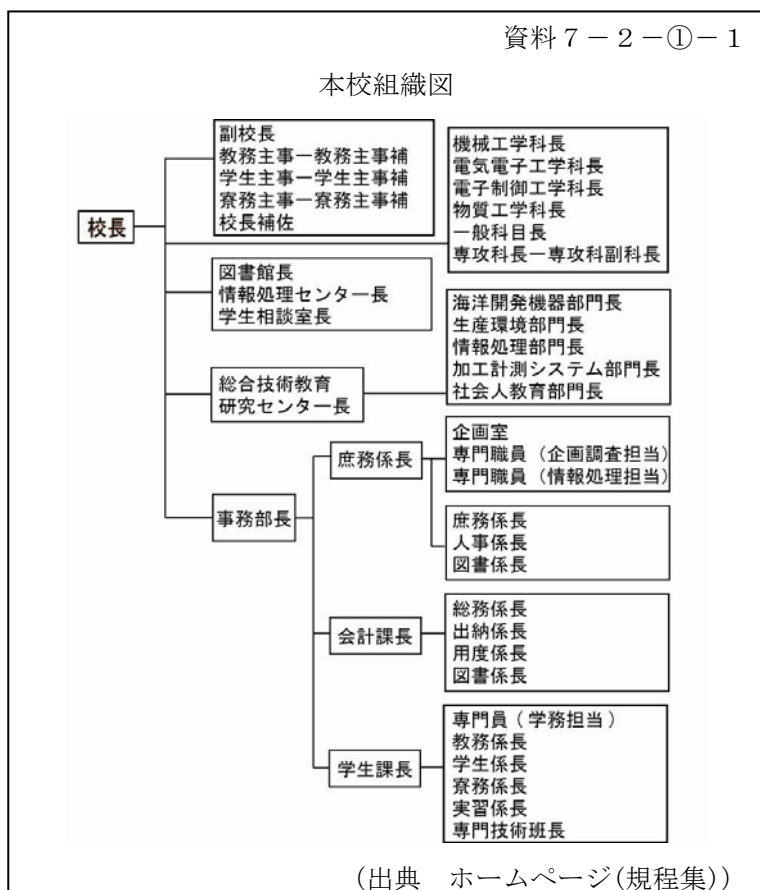 資料７－２－①－１
本校組織図
校長
副校長
教務主事ー教務主事補
学生主事ー学生主事補
寮務主事ー寮務主事補
校長補佐
機械工学科長
電気電子工学科長
電子制御工学科長
物質工学科長
一般科目長
専攻科長ー専攻科副科長
図書館長
情報処理センター長
学生相談室長
総合技術教育
研究センター長
海洋開発機器部門長
生産環境部門長
情報処理部門長
加工計測システム部門長
社会人教育部門長
事務部長
庶務係長
企画室
専門職員（企画調査担当）
専門職員（情報処理担当）
庶務係長
人事係長
図書係長
会計課長
総務係長
出納係長
用度係長
図書係長
学生課長
専門員（学務担当）
教務係長
学生係長
寮務係長
実習係長
専門技術班長
（出典　ホームページ(規程集)）